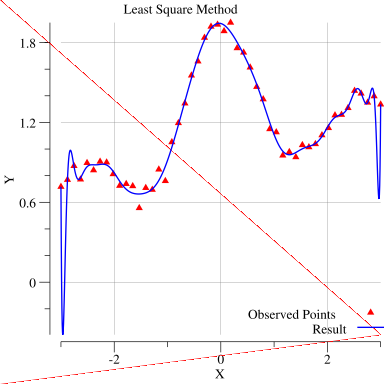 Least Square Method
1.8
1.2
Y
0.6
0
Observed Points
Result
-2 0 2
X